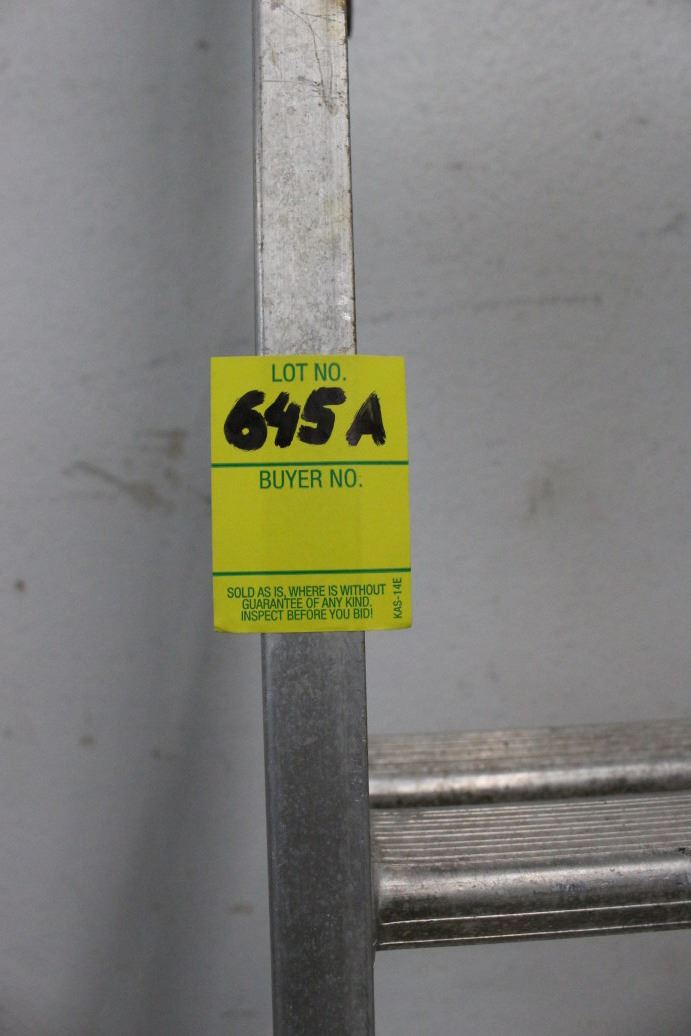 LOT NO.
645 A
BUYER NO.
SOLD AS IS, WHERE IS WITHOUT
GUARANTEE OF ANY KIND.
INSPECT BEFORE YOU BID!
KAS-14E